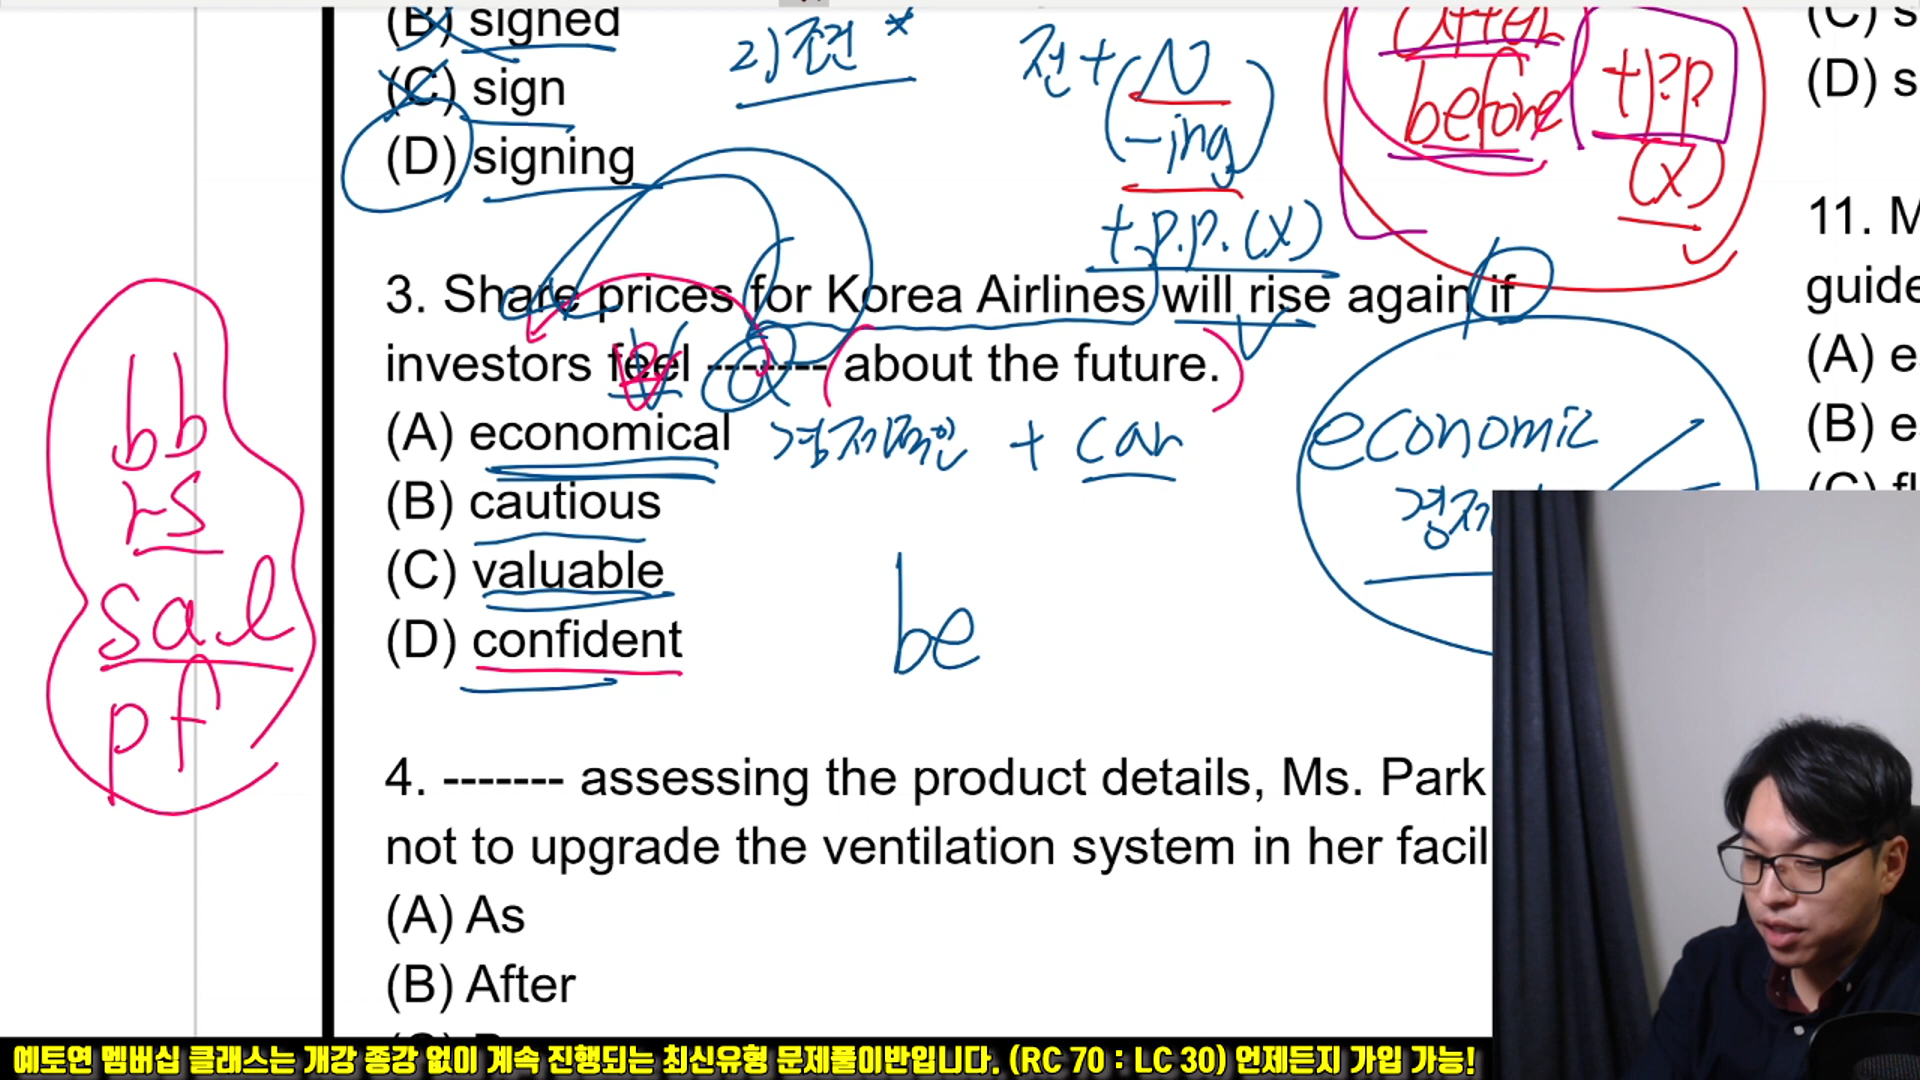 (B) signed
(C) sign
(D) signing
2) 조건 *
전 + ( N
-ing )
+ p.p. (X)
after
before
+ p.p
(X)
3. Share prices for Korea Airlines will rise again if
investors feel ------- about the future.
(A) economical
경제적인 + car
(B) cautious
(C) valuable
(D) confident
be
economic
bb
rs
sal
pf
4. ------- assessing the product details, Ms. Park
not to upgrade the ventilation system in her facil
(A) As
(B) After
(C) s
(D) s
11. M
guide
(A) e
(B) e
예토연 멤버십 클래스는 개강 종강 없이 계속 진행되는 최신유형 문제풀이반입니다. (RC 70 : LC 30) 언제든지 가입 가능!